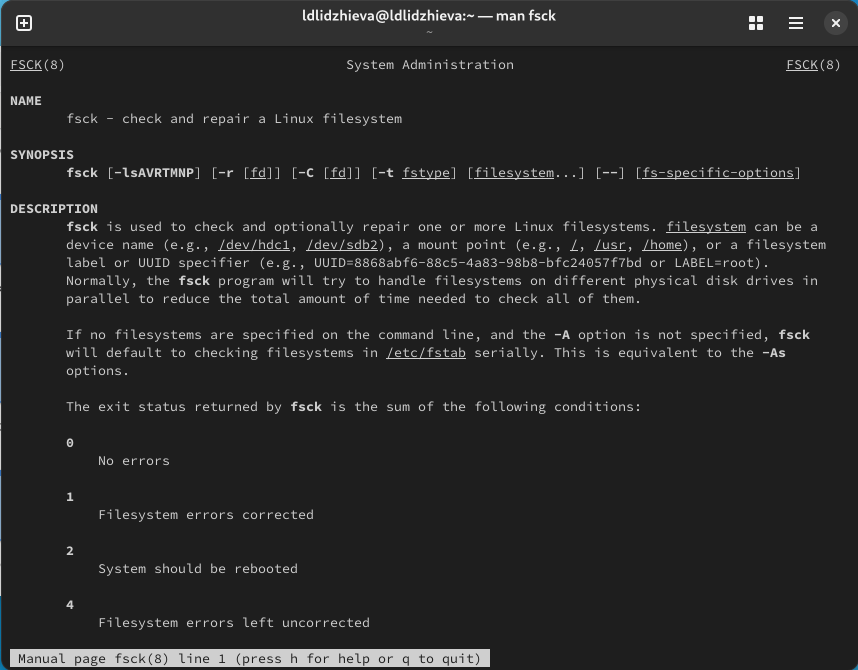 ldlidzhieva@ldlidzhieva:~ — man fsck
~
FSCK(8) System Administration FSCK(8)
NAME
fsck - check and repair a Linux filesystem
SYNOPSIS
fsck [-lsAVRTMNP] [-r [fd]] [-C [fd]] [-t fstype] [filesystem...] [--] [fs-specific-options]
DESCRIPTION
fsck is used to check and optionally repair one or more Linux filesystems. filesystem can be a
device name (e.g., /dev/hdc1, /dev/sdb2), a mount point (e.g., /, /usr, /home), or a filesystem
label or UUID specifier (e.g., UUID=8868abf6-88c5-4a83-98b8-bfc24057f7bd or LABEL=root).
Normally, the fsck program will try to handle filesystems on different physical disk drives in
parallel to reduce the total amount of time needed to check all of them.
If no filesystems are specified on the command line, and the -A option is not specified, fsck
will default to checking filesystems in /etc/fstab serially. This is equivalent to the -As
options.
The exit status returned by fsck is the sum of the following conditions:
0
No errors
1
Filesystem errors corrected
2
System should be rebooted
4
Filesystem errors left uncorrected
Manual page fsck(8) line 1 (press h for help or q to quit)